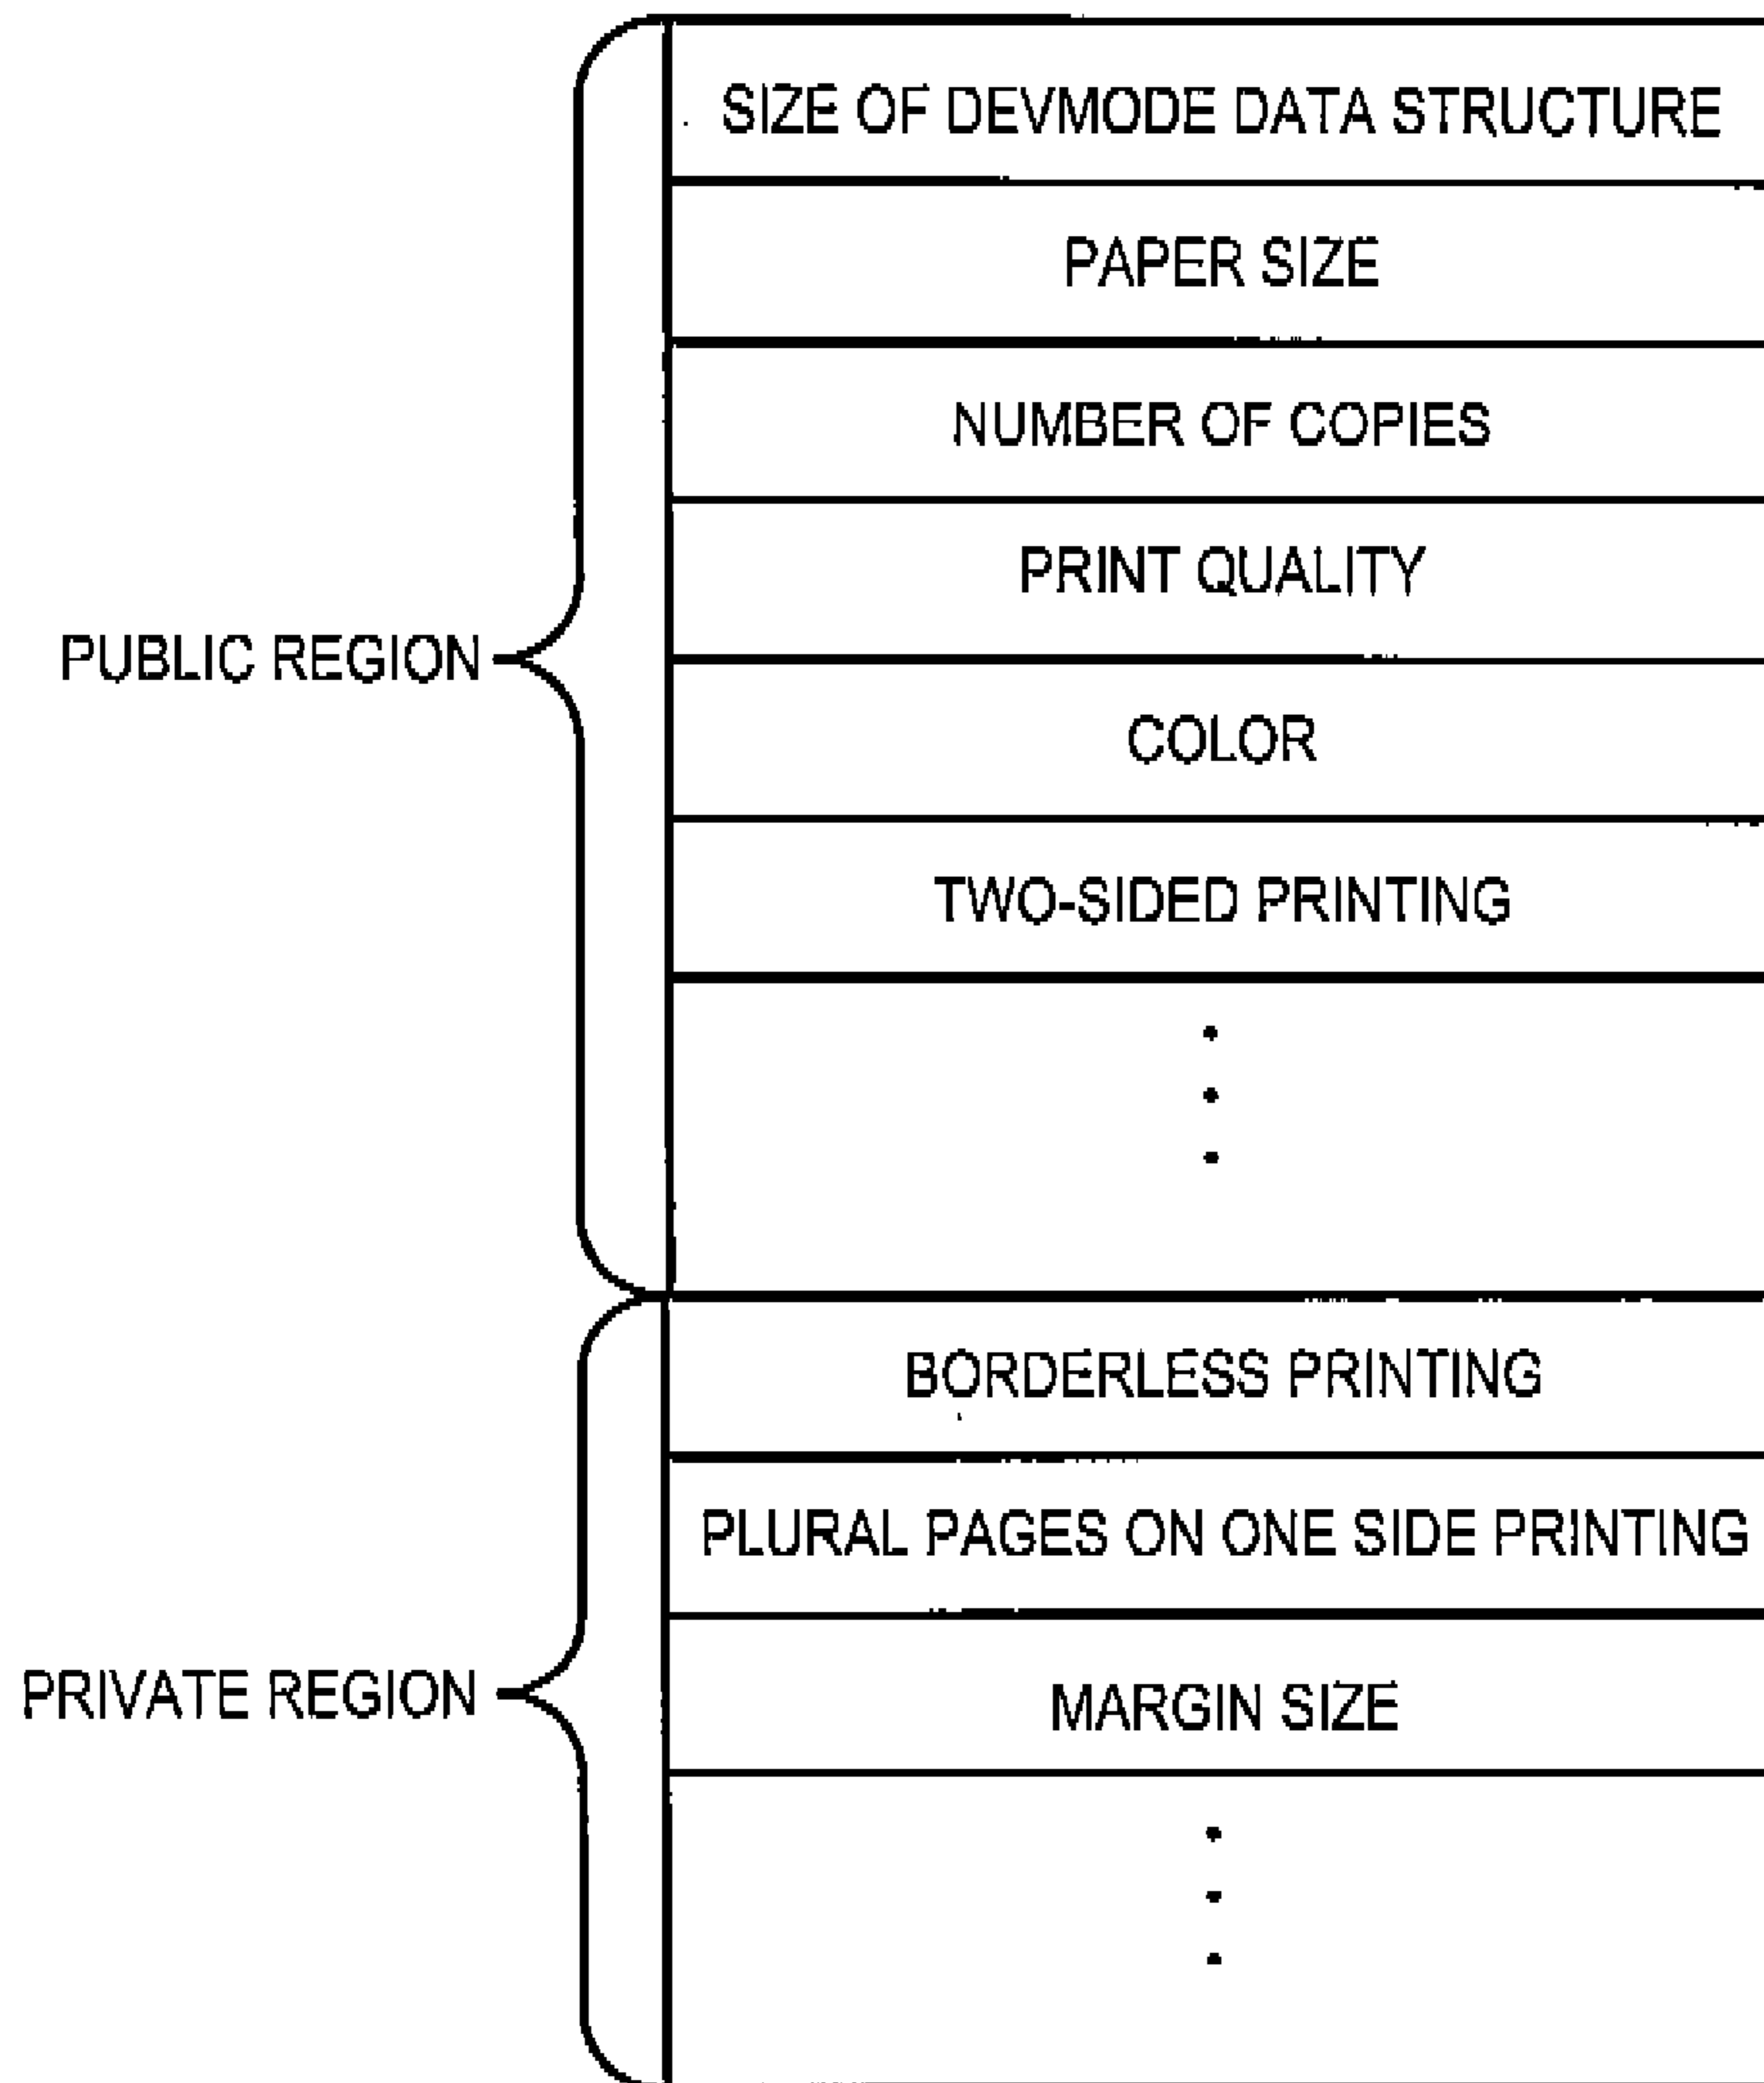 SIZE OF DEVMODE DATA STRUCTURE
PAPER SIZE
NUMBER OF COPIES
PRINT QUALITY
PUBLIC REGION
COLOR
TWO-SIDED PRINTING
BORDERLESS PRINTING
PLURAL PAGES ON ONE SIDE PRINTING
PRIVATE REGION
MARGIN SIZE